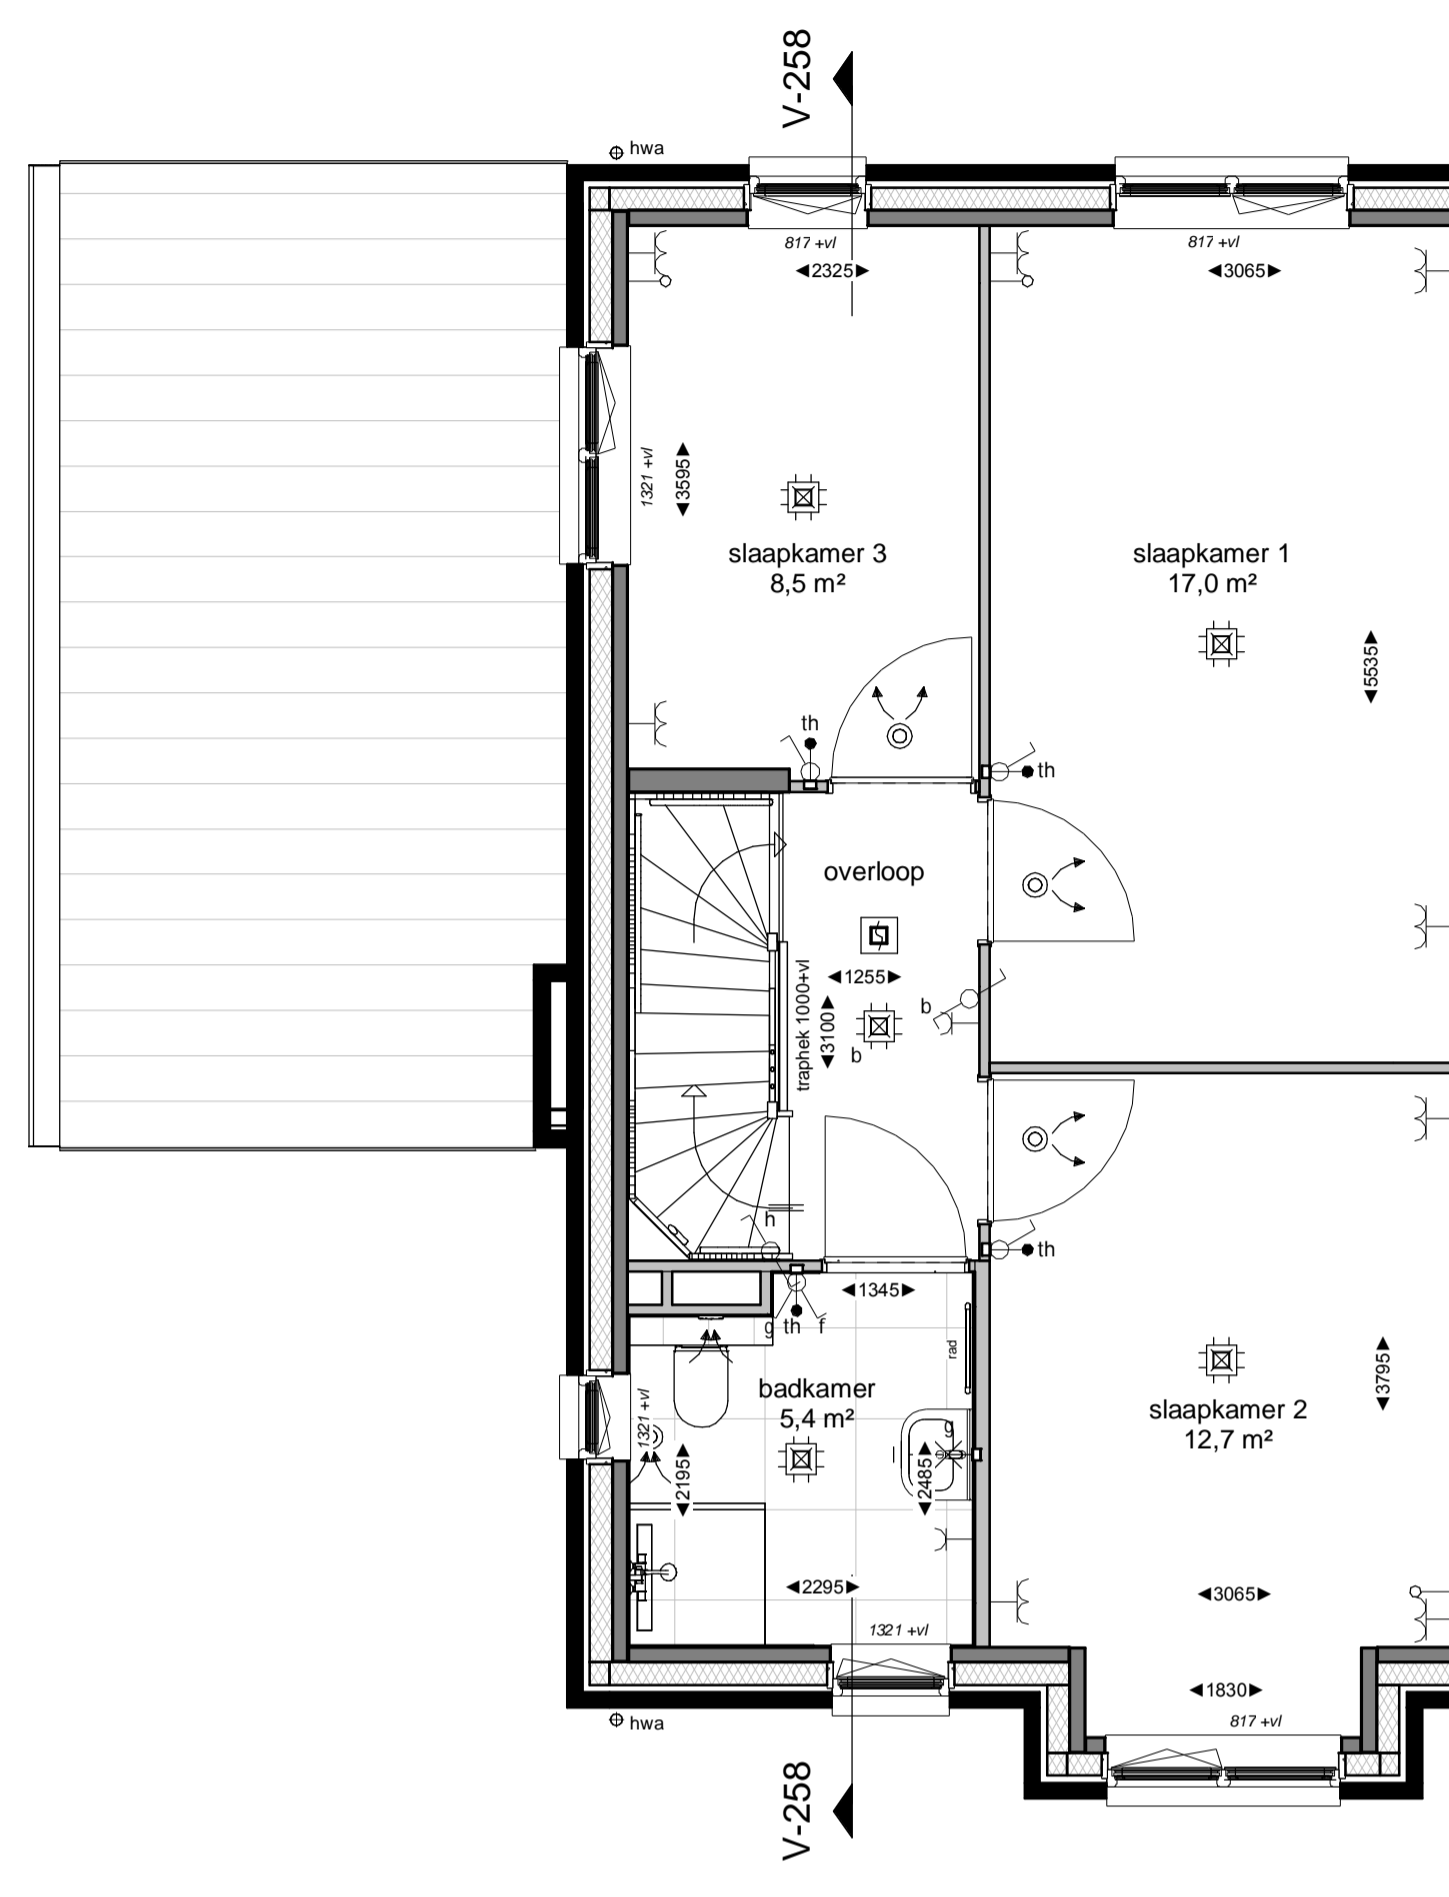 V-258
hwa
817 +vl
2325
817 +vl
3065
1321 +vl
3595
slaapkamer 3
8,5 m²
slaapkamer 1
17,0 m²
5535
th
th
overloop
1255
traphek 1000+vl
3100
b
b
h
th
1345
g th f
rad
badkamer
5,4 m²
1321 +vl
2195
g
2485
slaapkamer 2
12,7 m²
3795
2295
3065
1321 +vl
1830
817 +vl
hwa
V-258